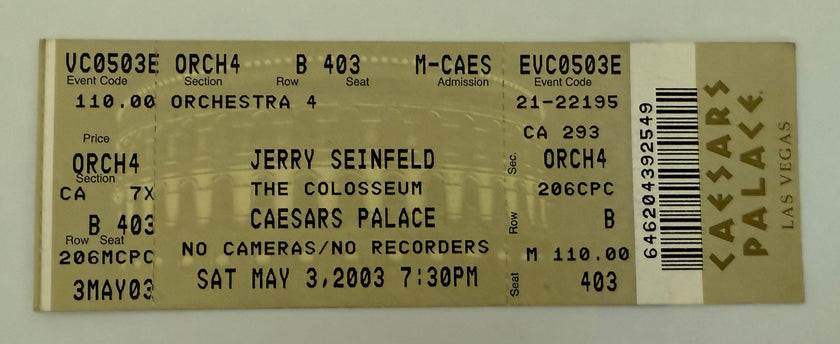 VC0503E
Event Code
110.00
Price
ORCH4
Section
CA 7X
B 403
Row Seat
206MCPC
3MAY03
ORCH4 B 403 M-CAES
Section Row Seat Admission
ORCHESTRA 4
JERRY SEINFELD
THE COLOSSEUM
CAESARS PALACE
NO CAMERAS/NO RECORDERS
SAT MAY 3,2003 7:30PM
EVC0503E
Event Code
21-22195
CA 293
Sec. ORCH4
206CPC
Row B
M 110.00
Seat 403
646204392549
CAESARS
PALACE
LAS VEGAS